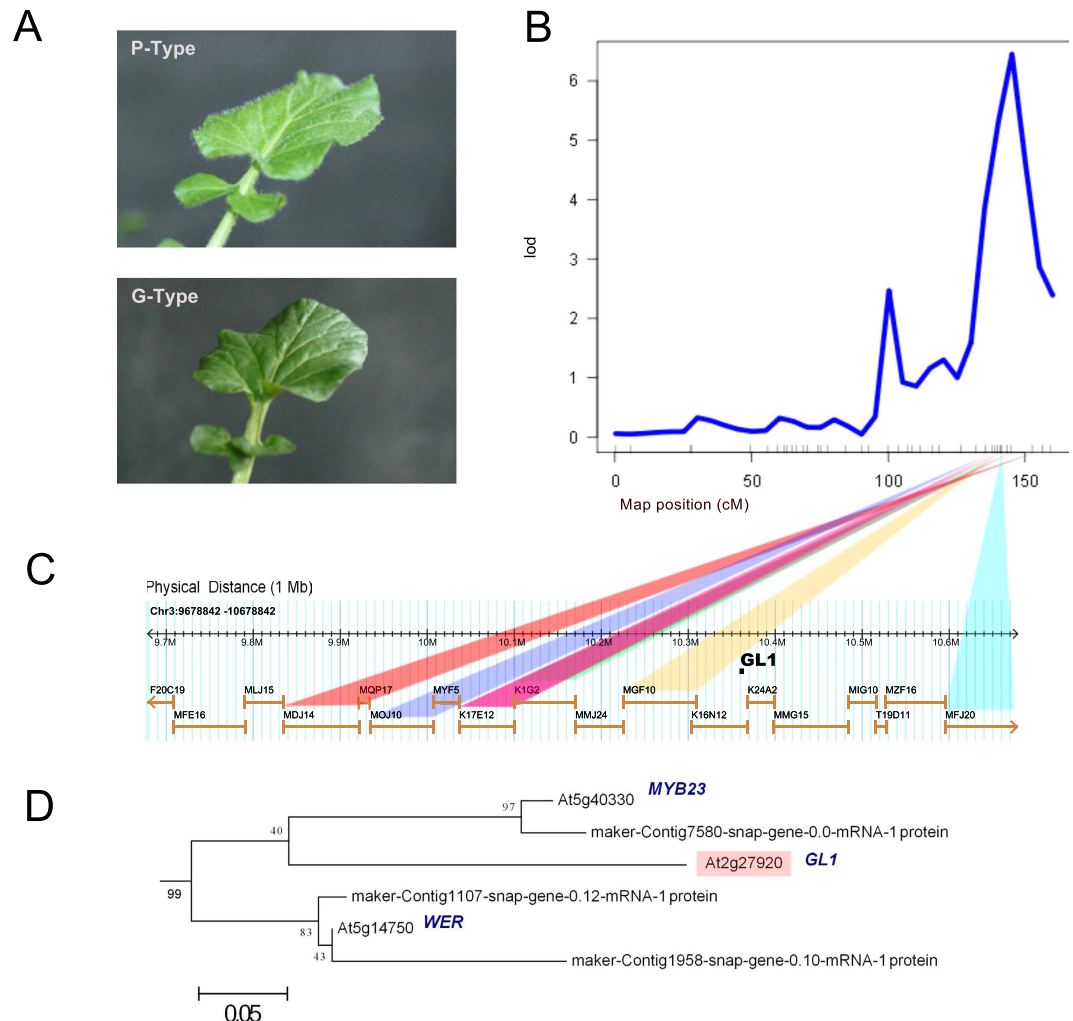 A
P-Type
G-Type
B
lod
6
5
4
3
2
1
0
0 50 100 150
Map position (cM)
C
Physical Distance (1 Mb)
Chr3:9678842 -10678842
9.7M 9.8M 9.9M 10M 10.1M 10.2M 10.3M 10.4M 10.5M 10.6M
GL1
F20C19 MLJ15 MQP17 MYF5 K1G2 MGF10 K24A2 MIG10 MZF16
MFE16 MDJ14 MOJ10 K17E12 MMJ24 K16N12 MMG15 T19D11 MFJ20
D
97 At5g40330 MYB23
maker-Contig7580-snap-gene-0.0-mRNA-1 protein
40
At2g27920 GL1
99
maker-Contig1107-snap-gene-0.12-mRNA-1 protein
83
At5g14750 WER
43
maker-Contig1958-snap-gene-0.10-mRNA-1 protein
0.05